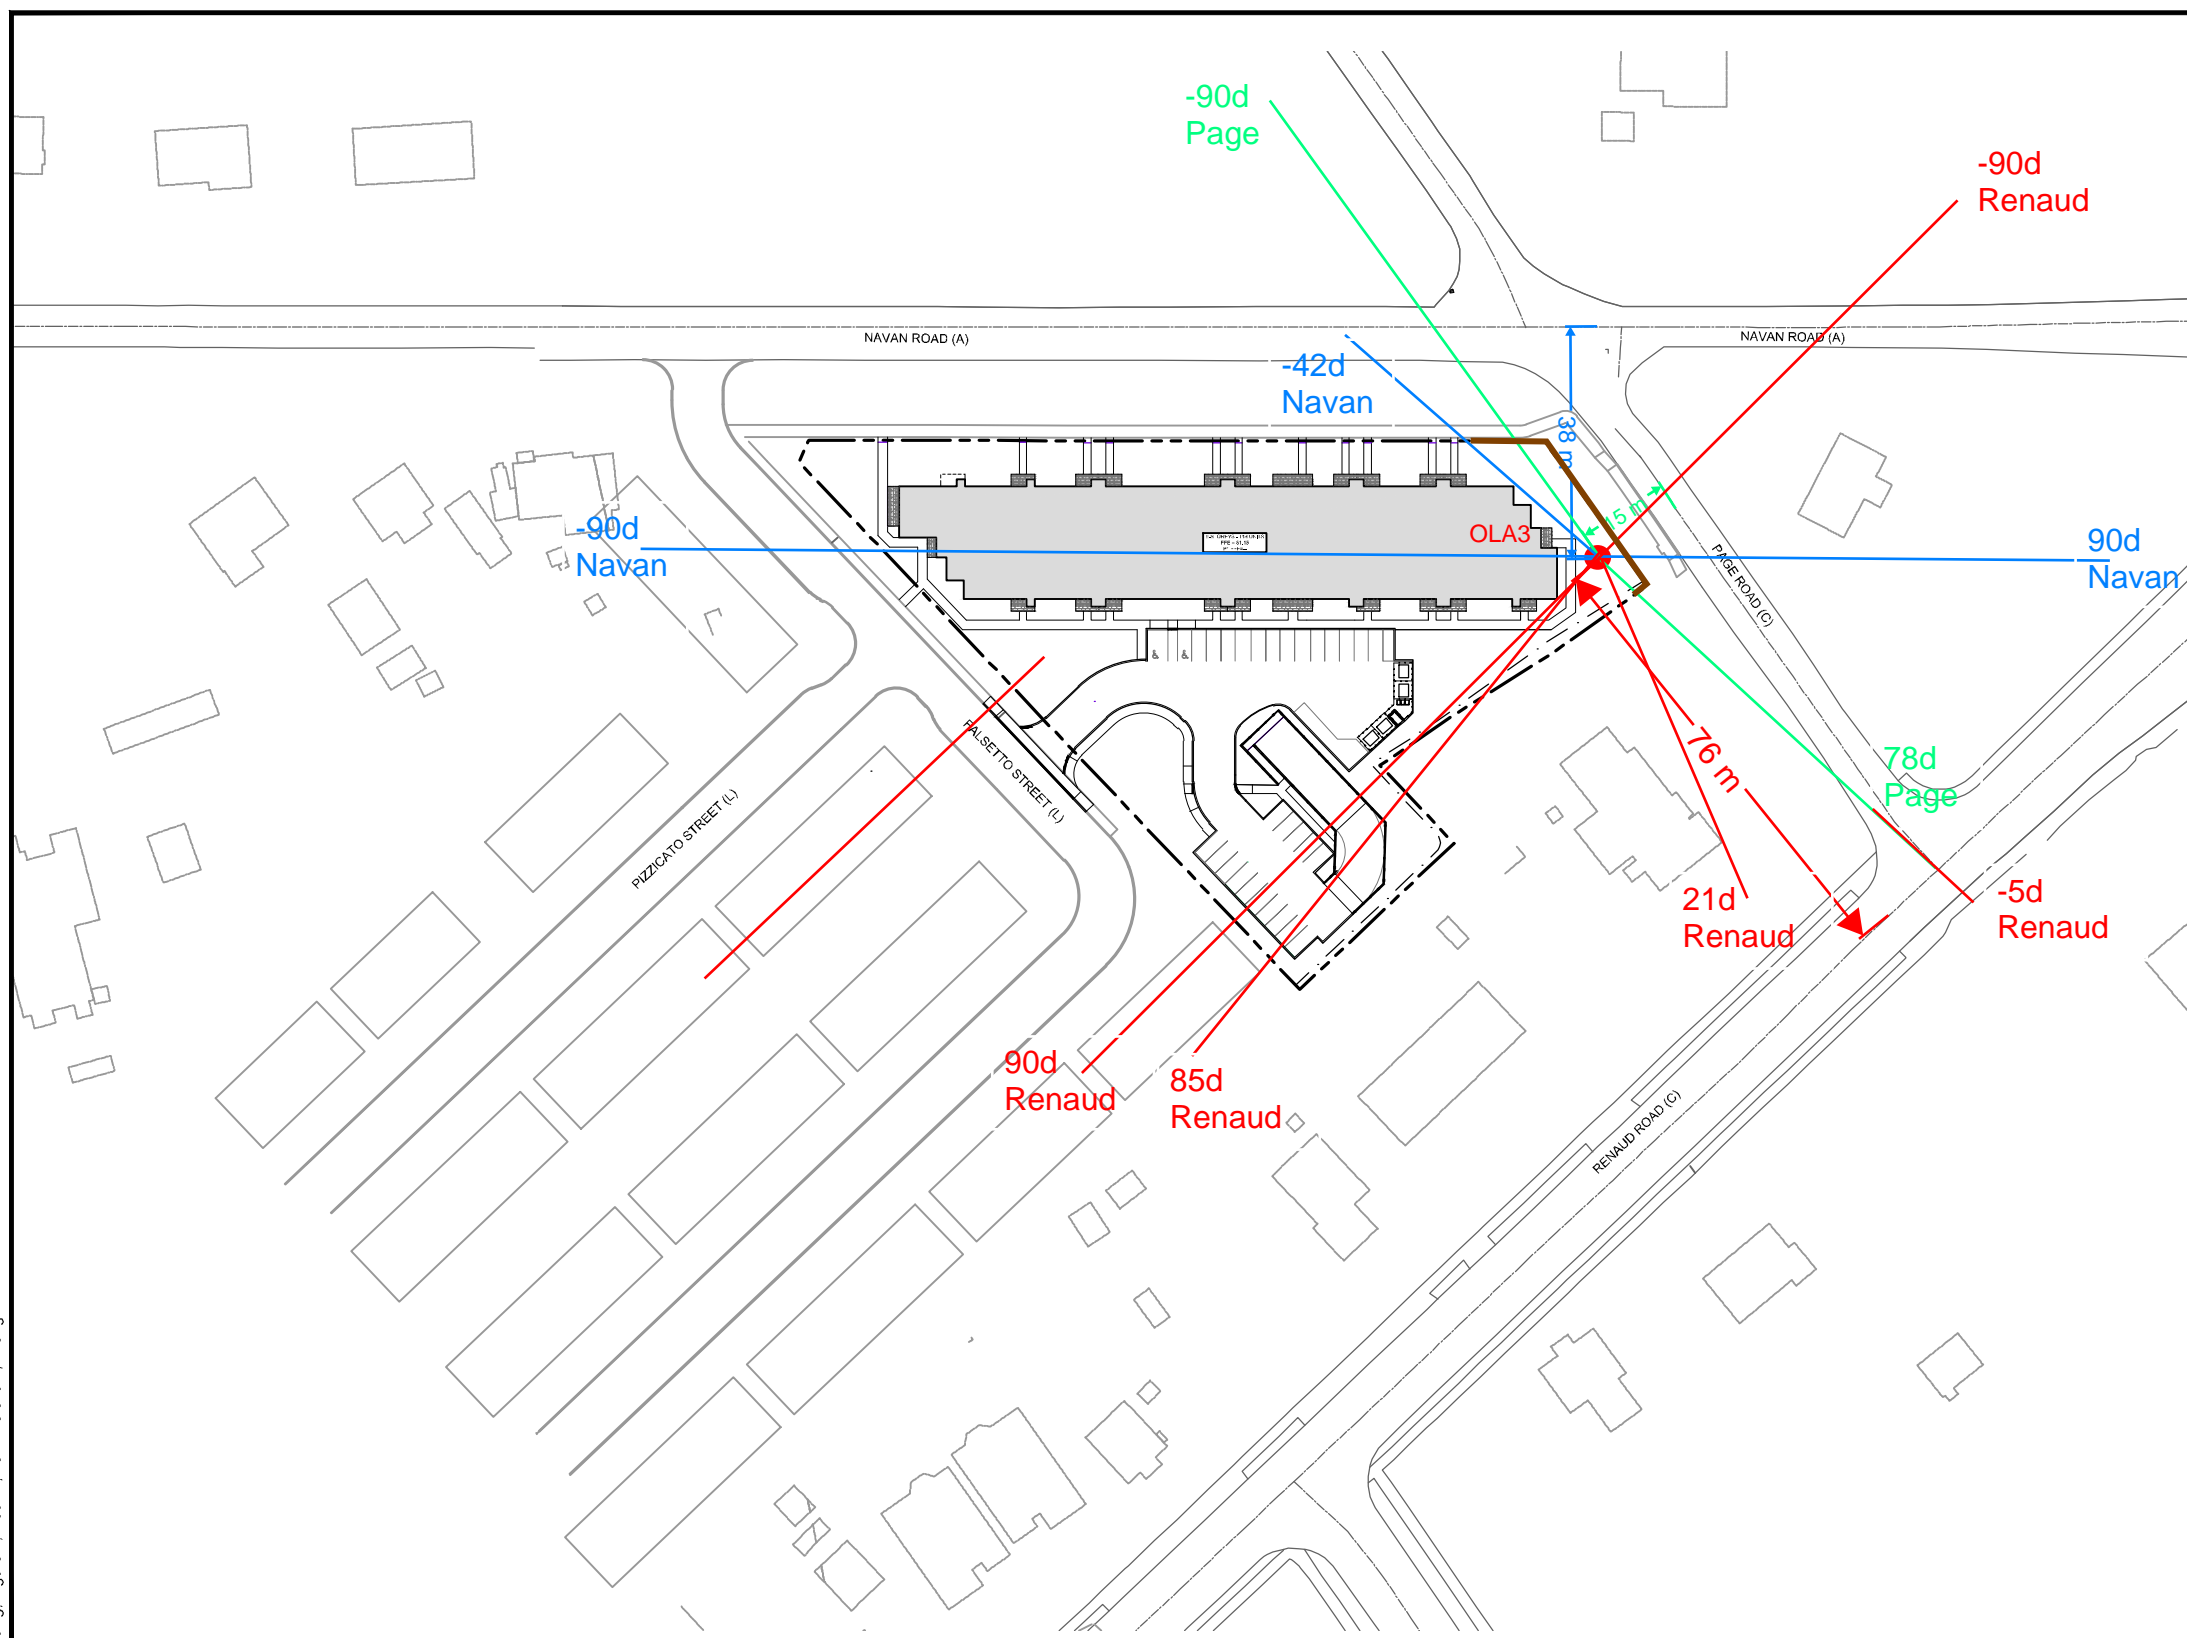 -90d
Page
-90d
Renaud
NAVAN ROAD (A)
NAVAN ROAD (A)
-42d
Navan
38 m
15 m
OLA3
-90d
Navan
90d
Navan
PAGE ROAD (C)
FALSETTO STREET (L)
76 m
78d
Page
PIZZICATO STREET (L)
21d
Renaud
-5d
Renaud
90d
Renaud
85d
Renaud
RENAUD ROAD (C)